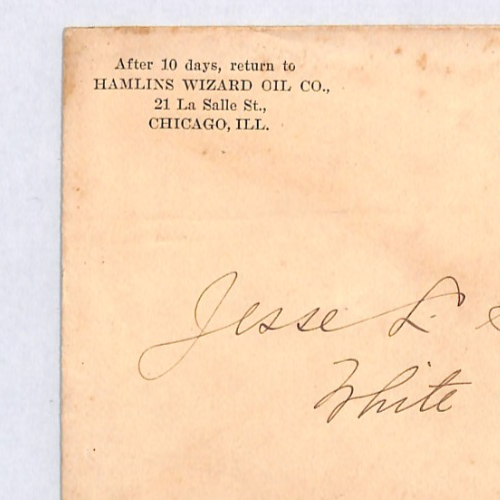 After 10 days, return to
HAMLINS WIZARD OIL CO.,
21 La Salle St.,
CHICAGO, ILL.
Jesse L.
White